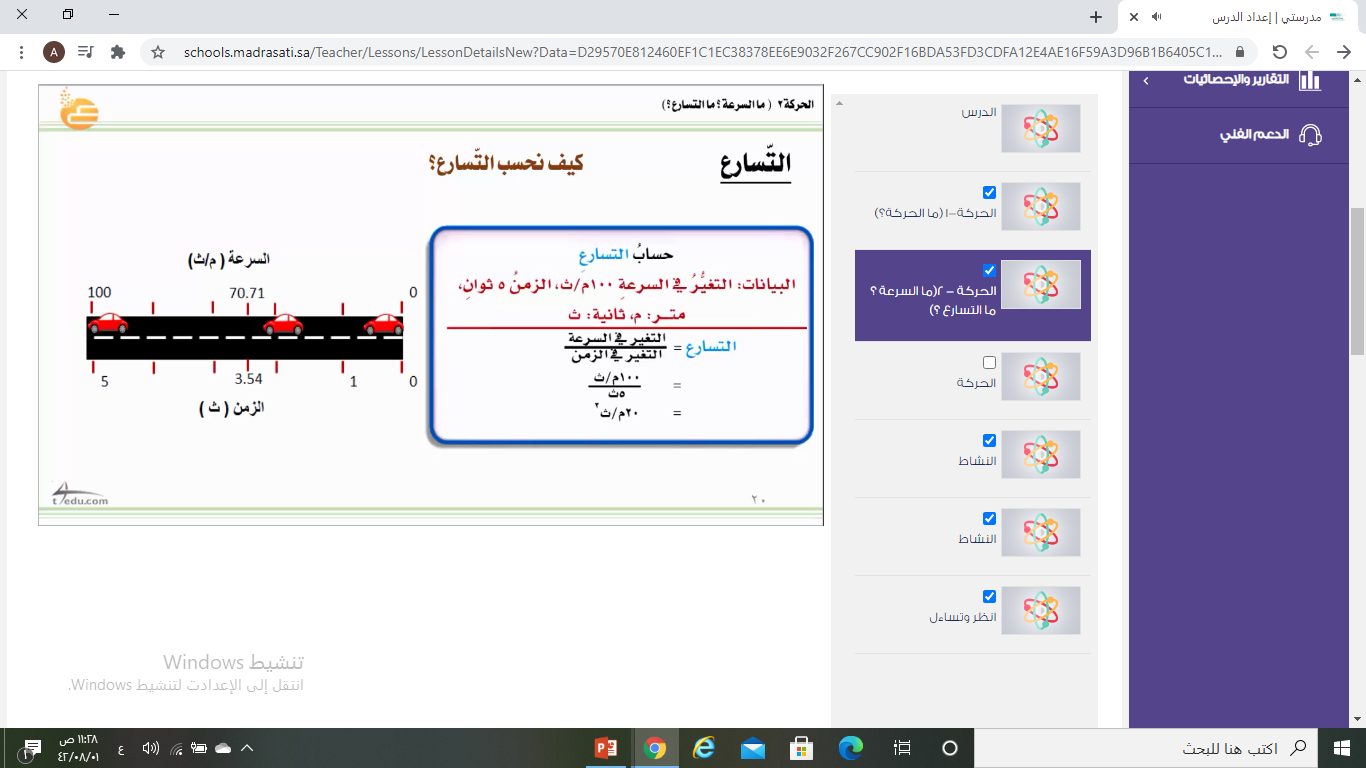 مدرستي | إعداد الدرس
schools.madrasati.sa/Teacher/Lessons/LessonDetailsNew?Data=D29570E812460EF1C1EC38378EE6E9032F267CC902F16BDA53FD3CDFA12E4AE16F59A3D96B1B6405C1...
A
التقارير والإحصائيات
الدعم الفني
الدرس
الحركة-١ (ما الحركة؟)
الحركة - ٢(ما السرعة ؟
ما التسارع ؟)
الحركة
النشاط
النشاط
انظر وتساءل
الحركة٢ ( ما السرعة؟ ما التسارع؟)
التّسارع
كيف نحسب التّسارع؟
حسابُ التسارعِ
البيانات: التغيُّرُ في السرعةِ ١٠٠م/ث، الزمنُ ٥ ثوانٍ،
متـر: م، ثانية: ث
التسارع = التغير في السرعة
التغير في الزمن
= ١٠٠م/ث
٥ث
= ٢٠م/ث٢
السرعة ( م/ث)
100 70.71 0
5 3.54 1 0
الزمن ( ث )
t4edu.com
٢٠
تنشيط Windows
انتقل إلى الإعدادت لتنشيط Windows.
اكتب هنا للبحث
ع
١١:٢٨ ص
٤٢/٠٨/٠١
١